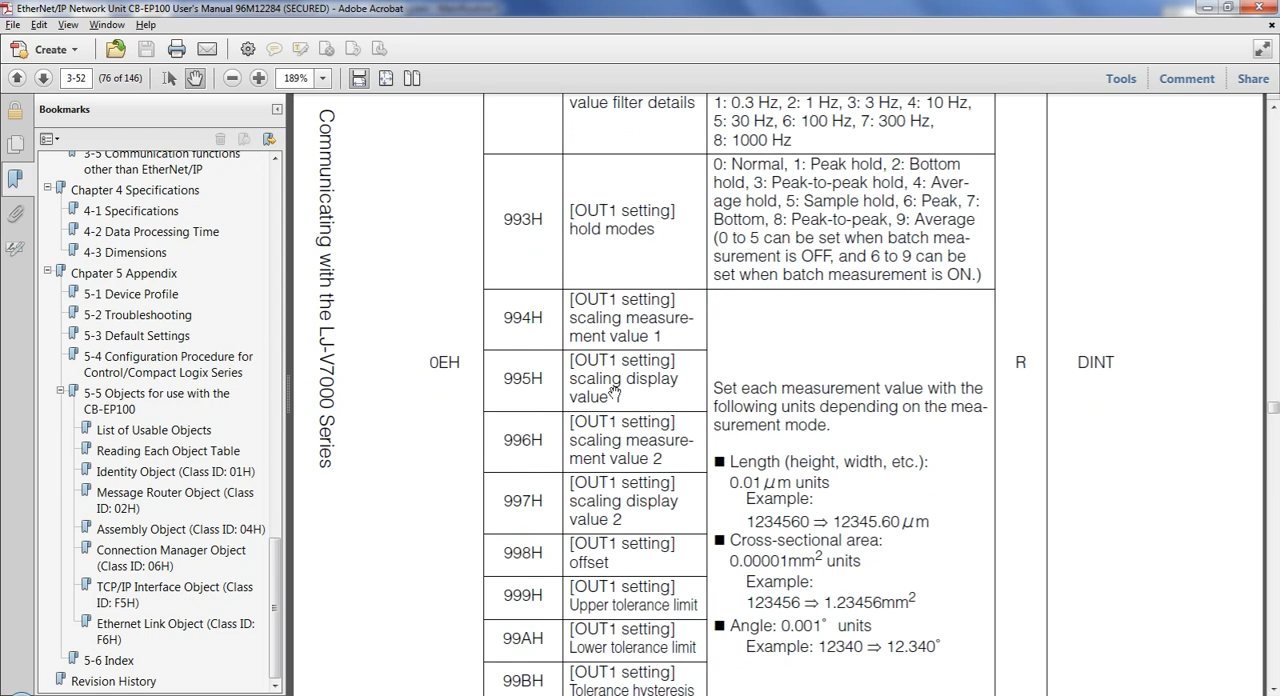 EtherNet/IP Network Unit CB-EP100 User's Manual 96M12284 (SECURED) - Adobe Acrobat
File Edit View Window Help
Create
3-52 (76 of 146) 189% Tools Comment Share
Bookmarks
3-5 Communication functions
other than EtherNet/IP
Chapter 4 Specifications
4-1 Specifications
4-2 Data Processing Time
4-3 Dimensions
Chpater 5 Appendix
5-1 Device Profile
5-2 Troubleshooting
5-3 Default Settings
5-4 Configuration Procedure for
Control/Compact Logix Series
5-5 Objects for use with the
CB-EP100
List of Usable Objects
Reading Each Object Table
Identity Object (Class ID: 01H)
Message Router Object (Class
ID: 02H)
Assembly Object (Class ID: 04H)
Connection Manager Object
(Class ID: 06H)
TCP/IP Interface Object (Class
ID: F5H)
Ethernet Link Object (Class ID:
F6H)
5-6 Index
Revision History
Communicating with the LJ-V7000 Series
0EH
value filter details
1: 0.3 Hz, 2: 1 Hz, 3: 3 Hz, 4: 10 Hz,
5: 30 Hz, 6: 100 Hz, 7: 300 Hz,
8: 1000 Hz
993H
[OUT1 setting]
hold modes
0: Normal, 1: Peak hold, 2: Bottom
hold, 3: Peak-to-peak hold, 4: Aver-
age hold, 5: Sample hold, 6: Peak, 7:
Bottom, 8: Peak-to-peak, 9: Average
(0 to 5 can be set when batch mea-
surement is OFF, and 6 to 9 can be
set when batch measurement is ON.)
994H
[OUT1 setting]
scaling measure-
ment value 1
995H
[OUT1 setting]
scaling display
value
996H
[OUT1 setting]
scaling measure-
ment value 2
997H
[OUT1 setting]
scaling display
value 2
998H
[OUT1 setting]
offset
999H
[OUT1 setting]
Upper tolerance limit
99AH
[OUT1 setting]
Lower tolerance limit
99BH
[OUT1 setting]
Tolerance hysteresis
Set each measurement value with the
following units depending on the mea-
surement mode.
■ Length (height, width, etc.):
0.01 μm units
Example:
1234560 ⇒ 12345.60 μm
■ Cross-sectional area:
0.00001mm² units
Example:
123456 ⇒ 1.23456mm²
■ Angle: 0.001° units
Example: 12340 ⇒ 12.340°
R
DINT